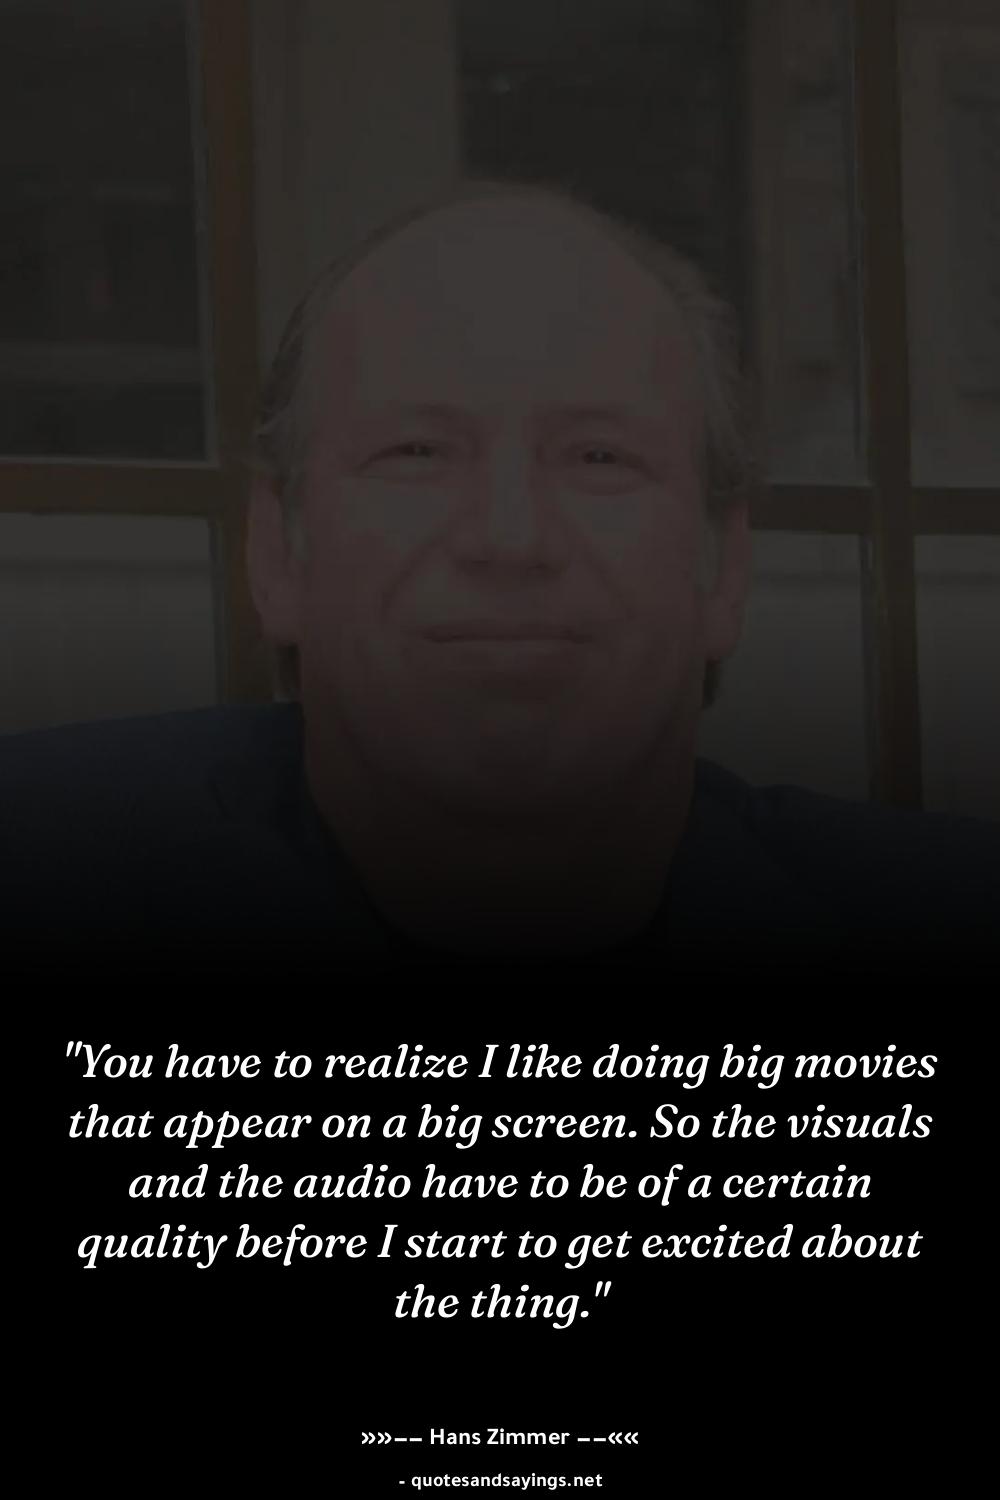 "You have to realize I like doing big movies
that appear on a big screen. So the visuals
and the audio have to be of a certain
quality before I start to get excited about
the thing."
»»−− Hans Zimmer −−««
- quotesandsayings.net